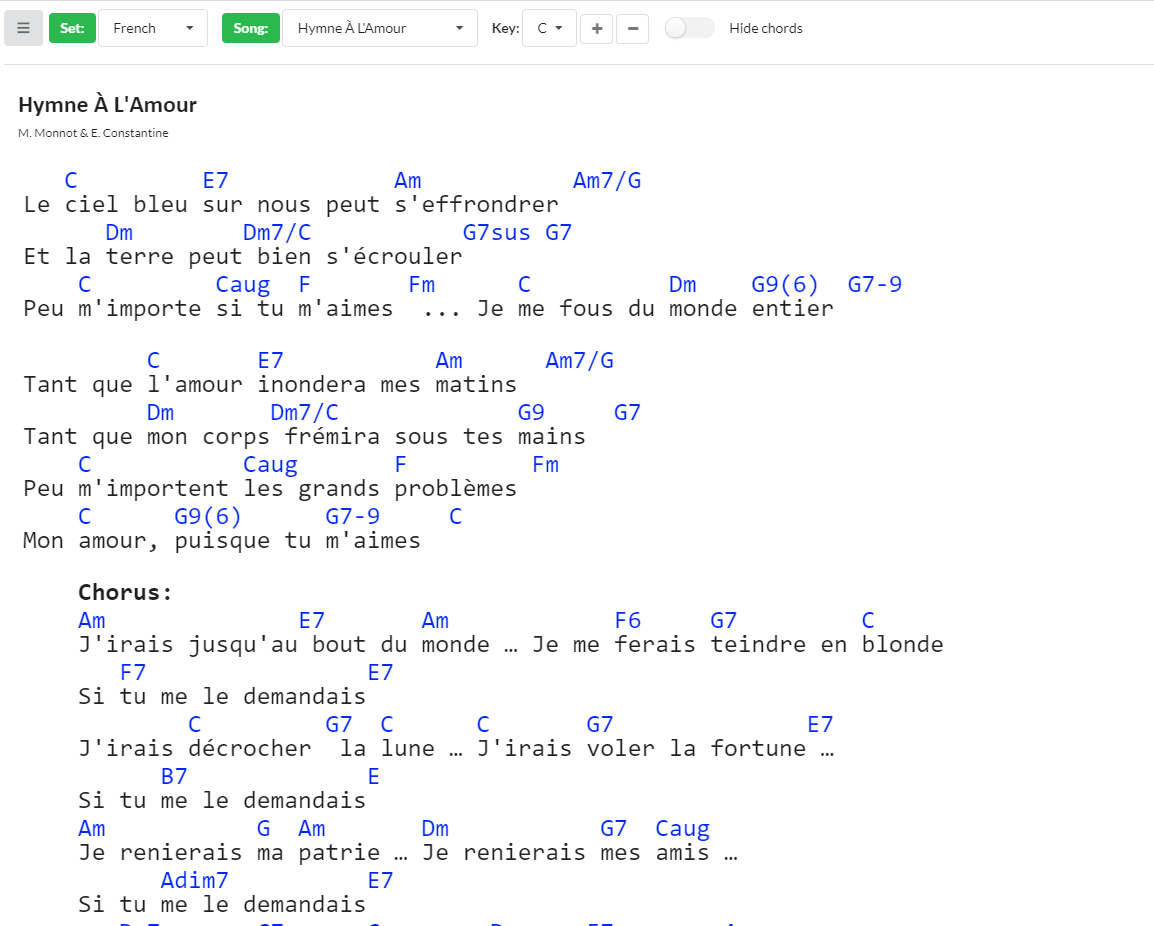 Set: French Song: Hymne À L'Amour Key: C + − Hide chords
Hymne À L'Amour
M. Monnot & E. Constantine
C E7 Am Am7/G
Le ciel bleu sur nous peut s'effrondrer
Dm Dm7/C G7sus G7
Et la terre peut bien s'écrouler
C Caug F Fm C Dm G9(6) G7-9
Peu m'importe si tu m'aimes ... Je me fous du monde entier
C E7 Am Am7/G
Tant que l'amour inondera mes matins
Dm Dm7/C G9 G7
Tant que mon corps frémira sous tes mains
C Caug F Fm
Peu m'importent les grands problèmes
C G9(6) G7-9 C
Mon amour, puisque tu m'aimes
Chorus:
Am E7 Am F6 G7 C
J'irais jusqu'au bout du monde … Je me ferais teindre en blonde
F7 E7
Si tu me le demandais
C G7 C C G7 E7
J'irais décrocher la lune … J'irais voler la fortune …
B7 E
Si tu me le demandais
Am G Am Dm G7 Caug
Je renierais ma patrie … Je renierais mes amis …
Adim7 E7
Si tu me le demandais